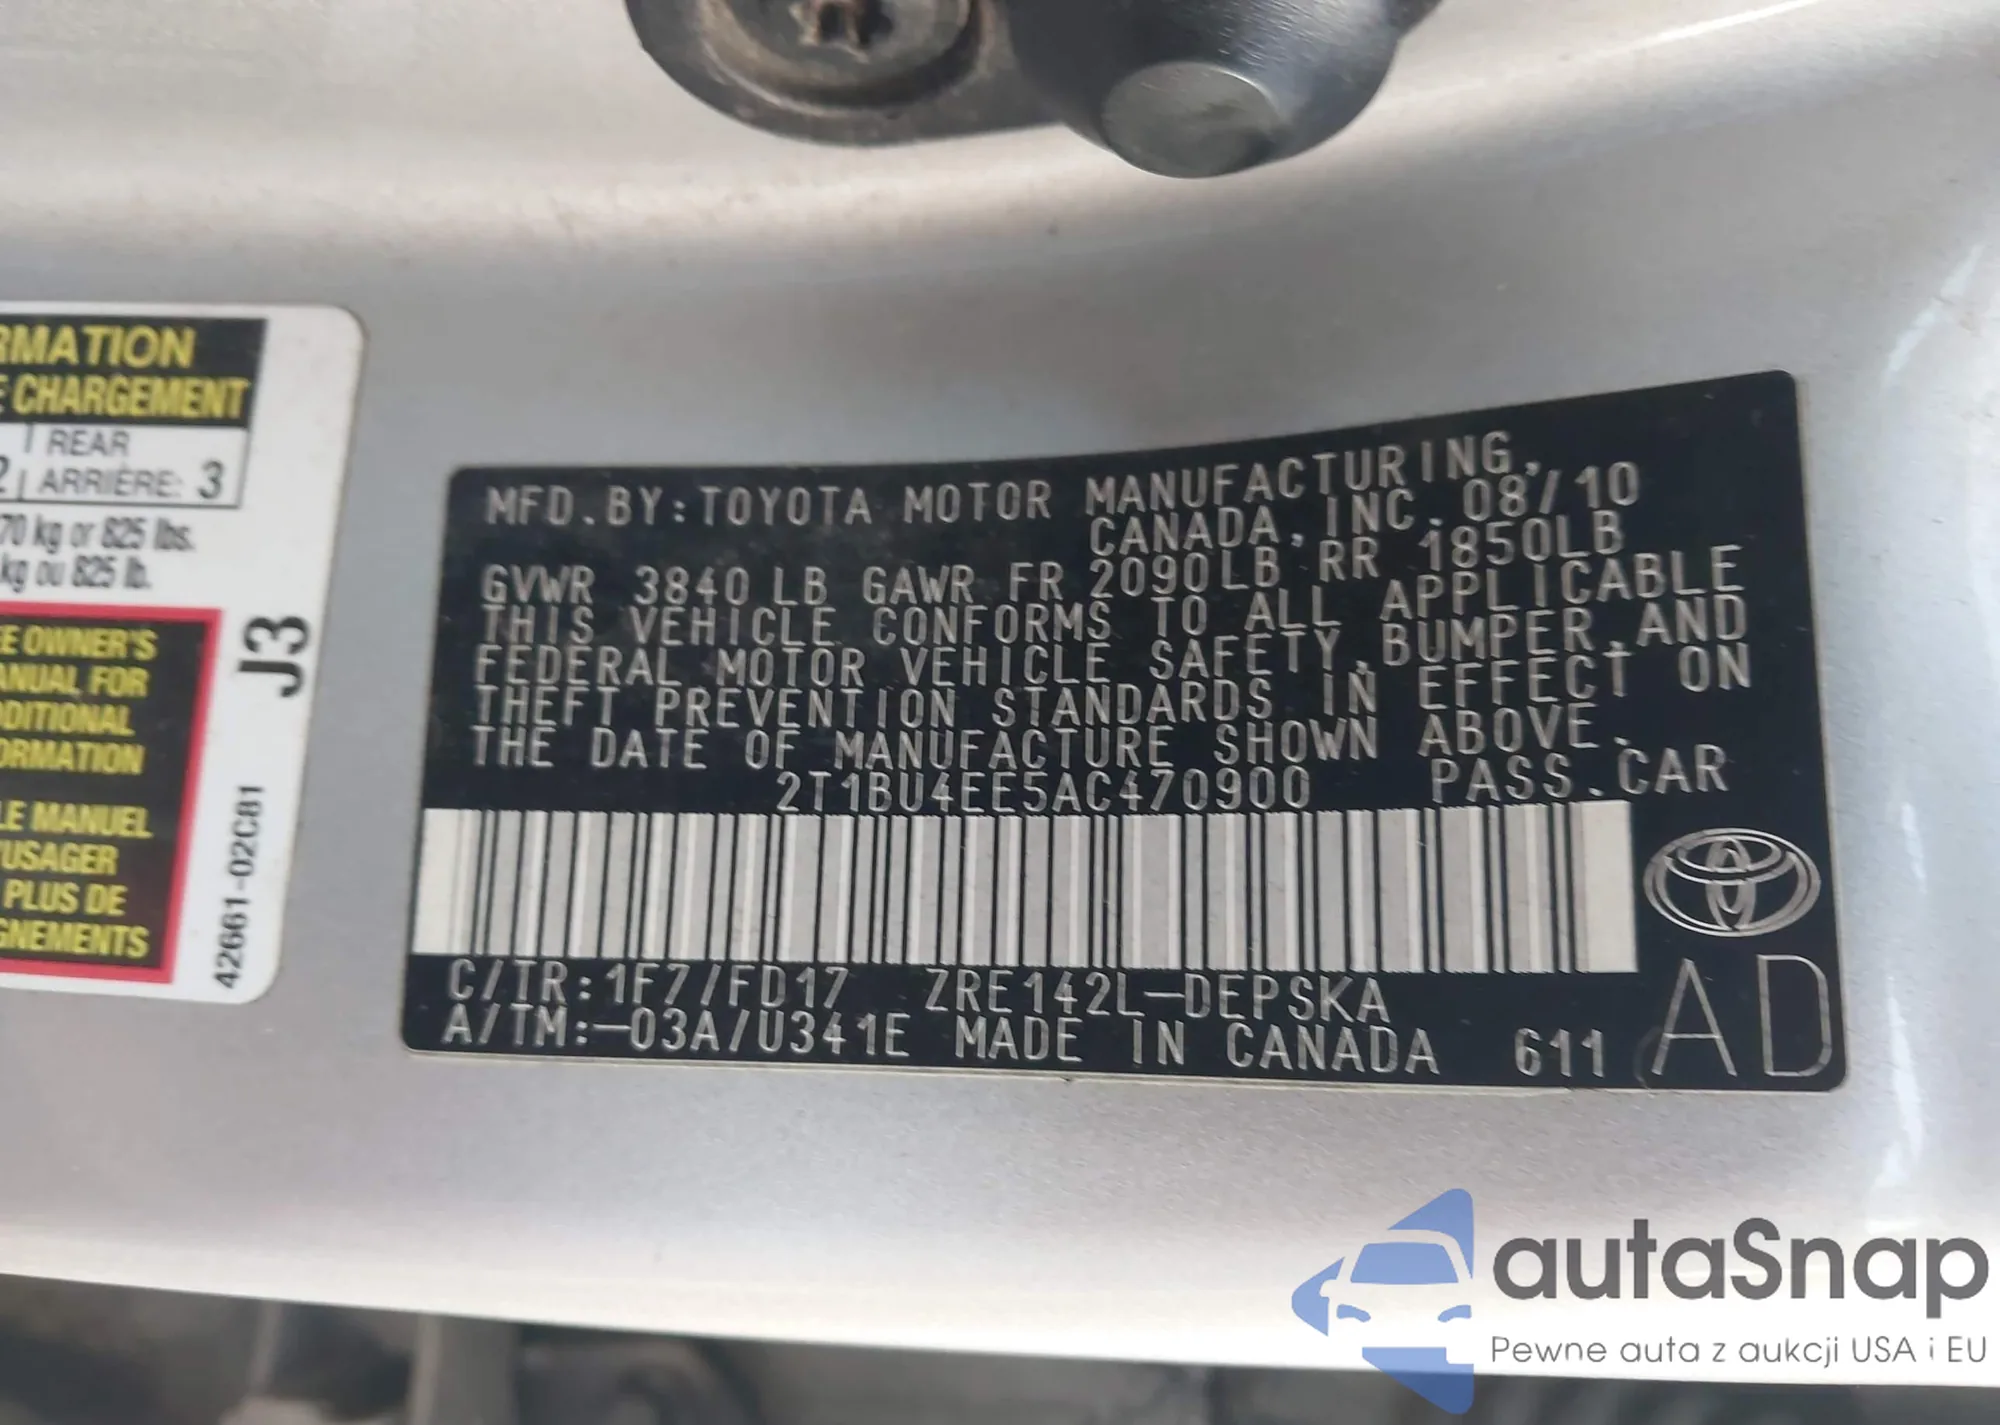 RMATION
E CHARGEMENT
REAR
2 ARRIÈRE: 3
70 kg or 825 lbs.
kg ou 825 lb.
EE OWNER'S
ANUAL FOR
DDITIONAL
ORMATION
LE MANUEL
'USAGER
PLUS DE
GNEMENTS
J3
42661-02C81
MFD.BY:TOYOTA MOTOR MANUFACTURING,
CANADA,INC.08/10
GVWR 3840LB GAWR FR 2090LB RR 1850LB
THIS VEHICLE CONFORMS TO ALL APPLICABLE
FEDERAL MOTOR VEHICLE SAFETY,BUMPER,AND
THEFT PREVENTION STANDARDS IN EFFECT ON
THE DATE OF MANUFACTURE SHOWN ABOVE.
2T1BU4EE5AC470900 PASS.CAR
C/TR:1F7/FD17 ZRE142L-DEPSKA
A/TM:-03A/U341E MADE IN CANADA 611
AD
autaSnap
Pewne auta z aukcji USA i EU